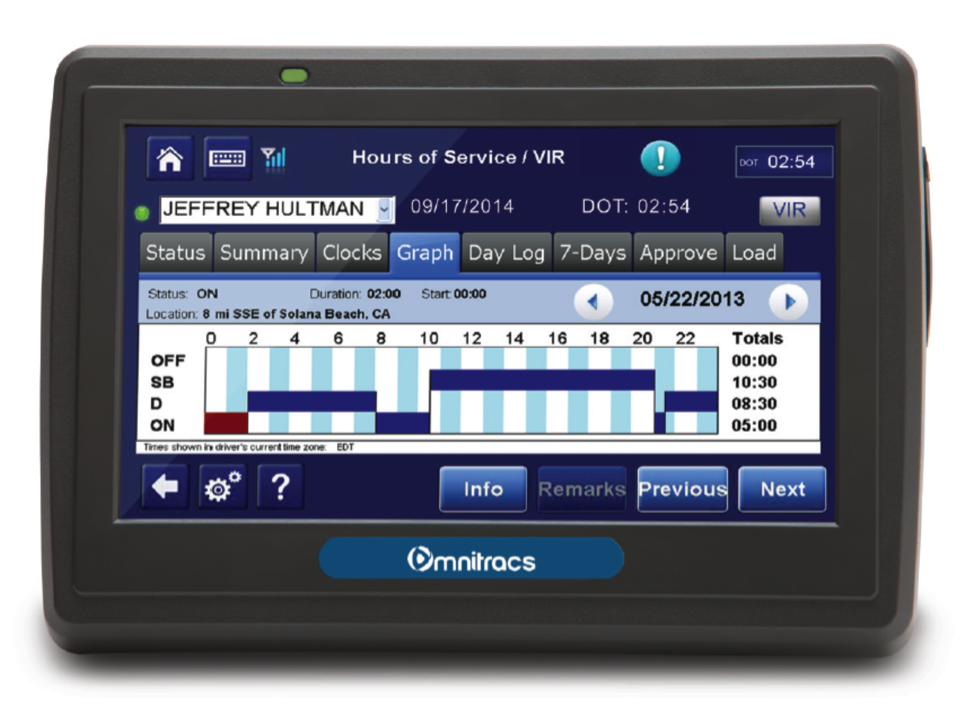 Hours of Service / VIR ! DOT 02:54
JEFFREY HULTMAN 09/17/2014 DOT: 02:54 VIR
Status Summary Clocks Graph Day Log 7-Days Approve Load
Status: ON Duration: 02:00 Start: 00:00 05/22/2013
Location: 8 mi SSE of Solana Beach, CA
0 2 4 6 8 10 12 14 16 18 20 22 Totals
OFF 00:00
SB 10:30
D 08:30
ON 05:00
Times shown in driver's current time zone: EDT
? Info Remarks Previous Next
Omnitracs